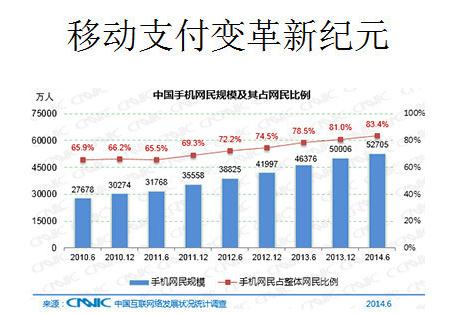 移动支付变革新纪元
中国手机网民规模及其占网民比例
万人
75000
60000
45000
30000
15000
0
100%
80%
60%
40%
20%
0%
65.9% 66.2% 65.5% 69.3% 72.2% 74.5% 78.5% 81.0% 83.4%
27678 30274 31768 35558 38825 41997 46376 50006 52705
2010.6 2010.12 2011.6 2011.12 2012.6 2012.12 2013.6 2013.12 2014.6
手机网民规模 手机网民占整体网民比例
来源：CNNIC 中国互联网络发展状况统计调查 2014.6